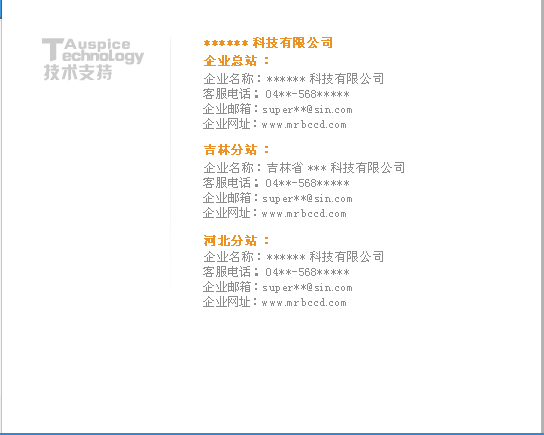 Auspice
Technology
技术支持
****** 科技有限公司
企业总站：
企业名称：****** 科技有限公司
客服电话：04**-568*****
企业邮箱：super**@sin.com
企业网址：www.mrbccd.com
吉林分站：
企业名称：吉林省 *** 科技有限公司
客服电话：04**-568*****
企业邮箱：super**@sin.com
企业网址：www.mrbccd.com
河北分站：
企业名称：****** 科技有限公司
客服电话：04**-568*****
企业邮箱：super**@sin.com
企业网址：www.mrbccd.com